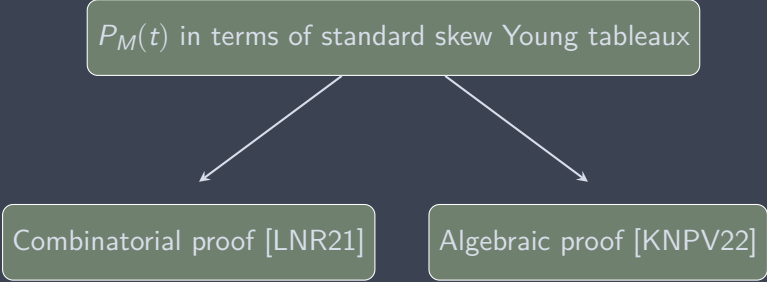 P_M(t) in terms of standard skew Young tableaux
Combinatorial proof [LNR21]
Algebraic proof [KNPV22]